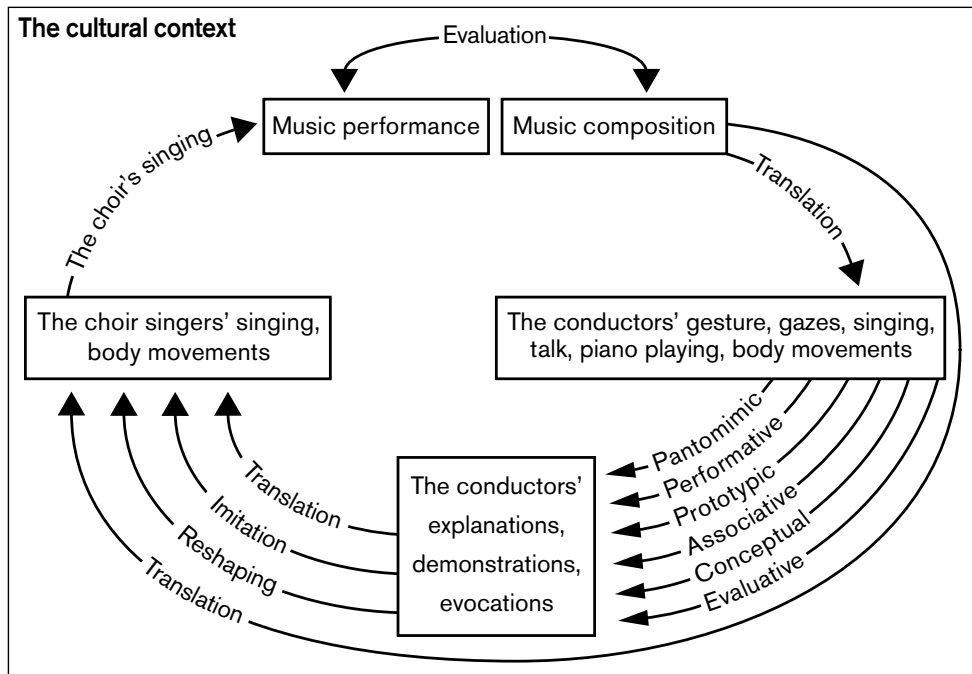 The cultural context
Evaluation
Music performance
Music composition
The choir's singing
Translation
The choir singers' singing,
body movements
The conductors' gesture, gazes, singing,
talk, piano playing, body movements
Pantomimic
Performative
Prototypic
Associative
Conceptual
Evaluative
The conductors'
explanations,
demonstrations,
evocations
Translation
Imitation
Reshaping
Translation